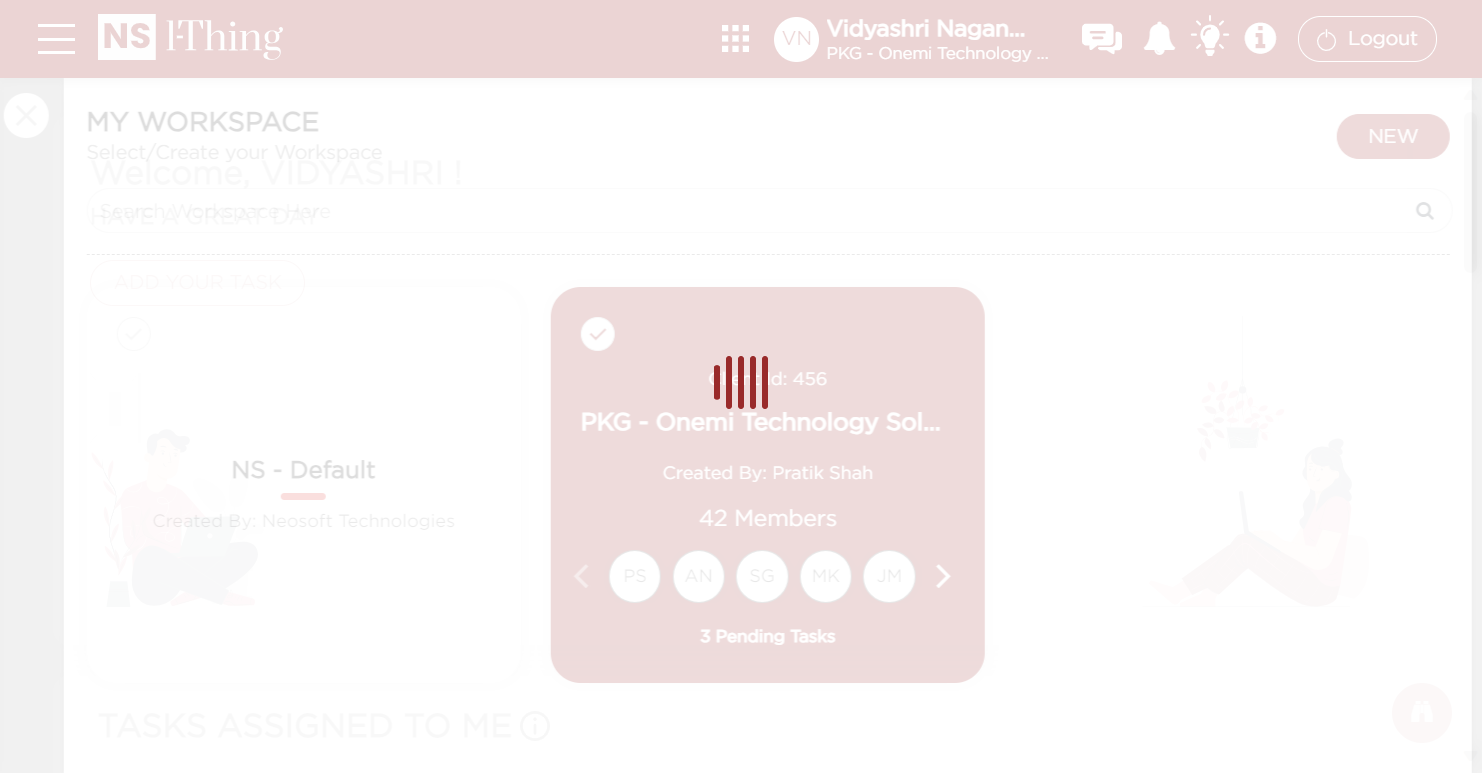 NS I-Thing
VN
Vidyashri Nagan...
PKG - Onemi Technology ...
Logout
MY WORKSPACE
Select/Create your Workspace
NEW
Welcome, VIDYASHRI !
Search Workspace Here
HAVE A GREAT DAY
ADD YOUR TASK
NS - Default
Created By: Neosoft Technologies
Client Id: 456
PKG - Onemi Technology Sol...
Created By: Pratik Shah
42 Members
PS AN SG MK JM
3 Pending Tasks
TASKS ASSIGNED TO ME